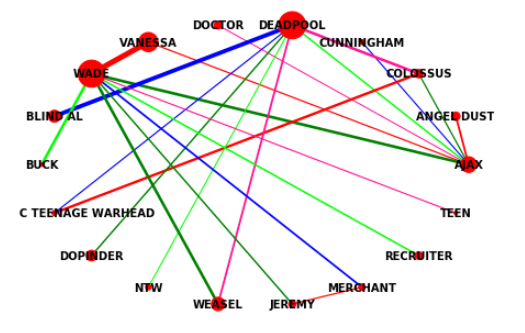 DOCTOR
DEADPOOL
VANESSA
CUNNINGHAM
WADE
COLOSSUS
BLIND AL
ANGEL DUST
BUCK
AJAX
C TEENAGE WARHEAD
TEEN
DOPINDER
RECRUITER
NTW
MERCHANT
WEASEL
JEREMY